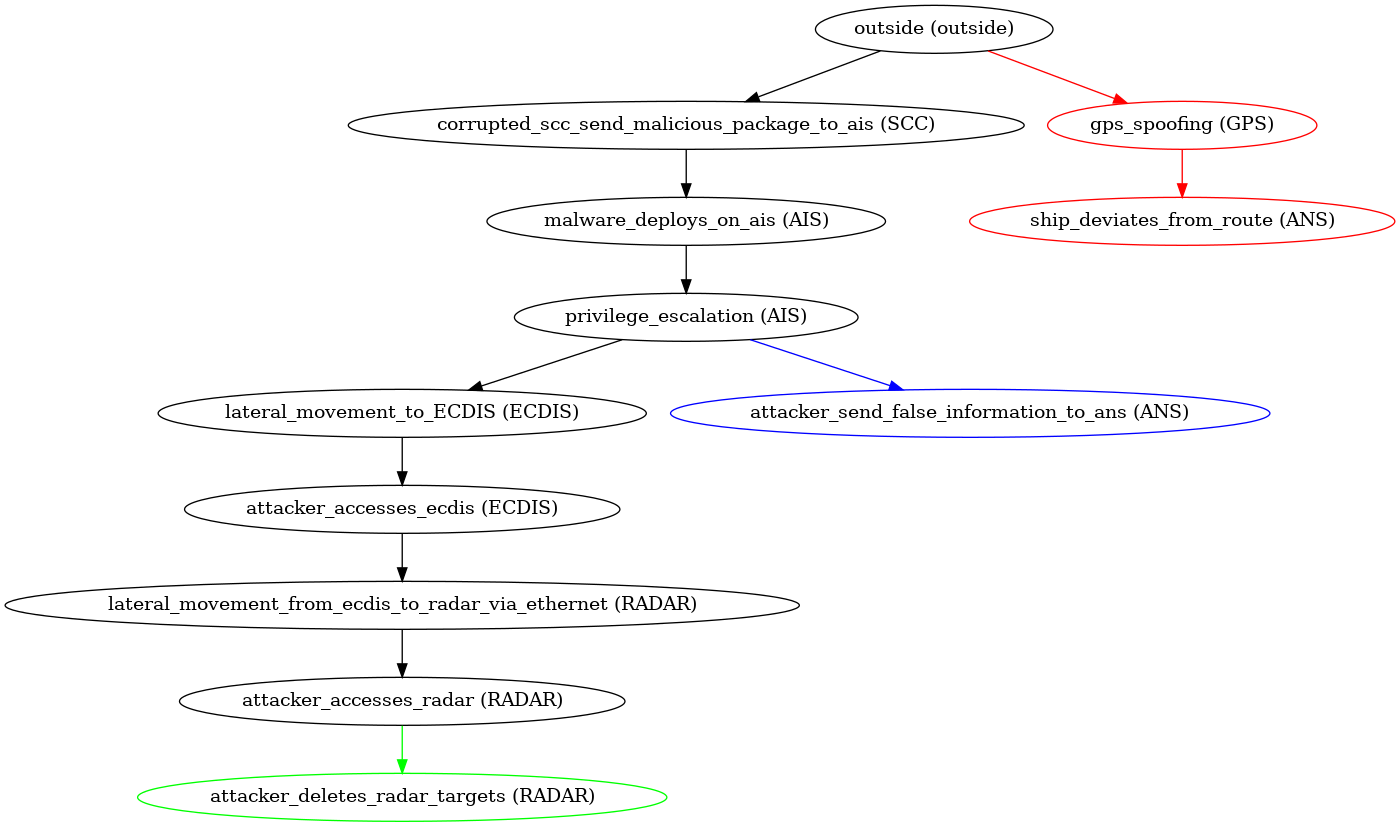 outside (outside)
corrupted_scc_send_malicious_package_to_ais (SCC)
gps_spoofing (GPS)
malware_deploys_on_ais (AIS)
ship_deviates_from_route (ANS)
privilege_escalation (AIS)
lateral_movement_to_ECDIS (ECDIS)
attacker_send_false_information_to_ans (ANS)
attacker_accesses_ecdis (ECDIS)
lateral_movement_from_ecdis_to_radar_via_ethernet (RADAR)
attacker_accesses_radar (RADAR)
attacker_deletes_radar_targets (RADAR)